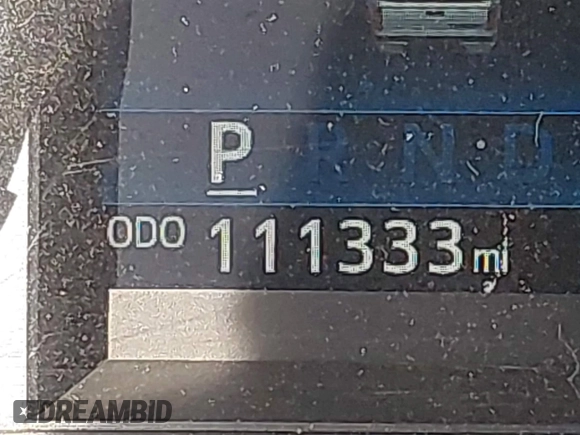 P R N D
ODO 111333 mi
DREAMBID